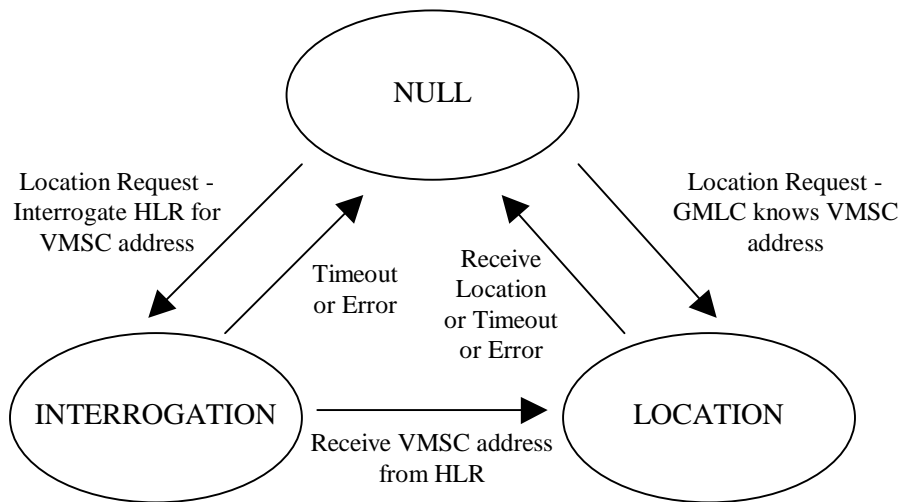 NULL
Location Request -
Interrogate HLR for
VMSC address
Location Request -
GMLC knows VMSC
address
Timeout
or Error
Receive
Location
or Timeout
or Error
INTERROGATION
LOCATION
Receive VMSC address
from HLR